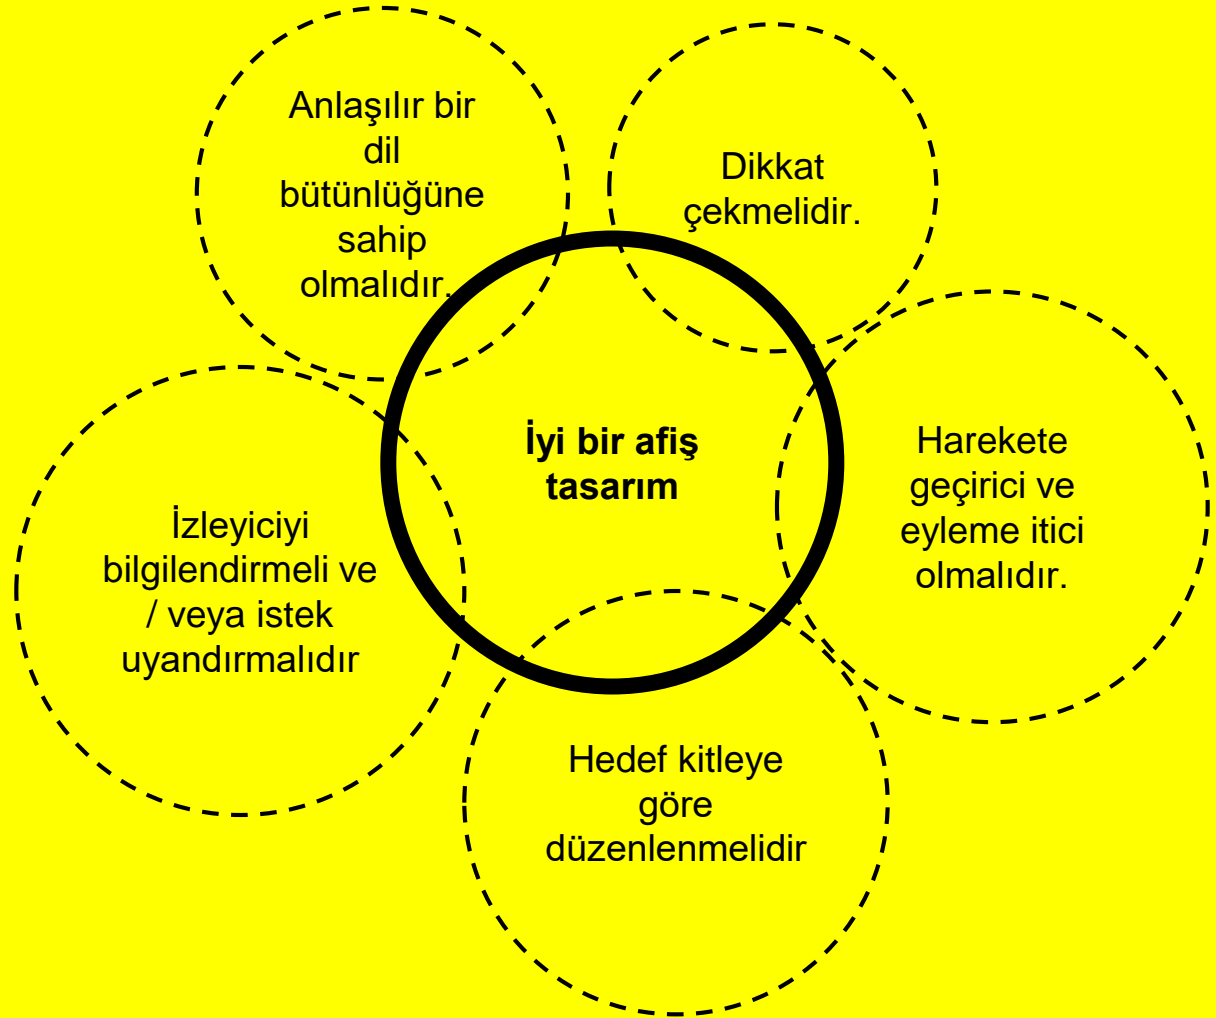 Anlaşılır bir
dil
bütünlüğüne
sahip
olmalıdır.
Dikkat
çekmelidir.
İyi bir afiş
tasarım
Harekete
geçirici ve
eyleme itici
olmalıdır.
İzleyiciyi
bilgilendirmeli ve
/ veya istek
uyandırmalıdır
Hedef kitleye
göre
düzenlenmelidir